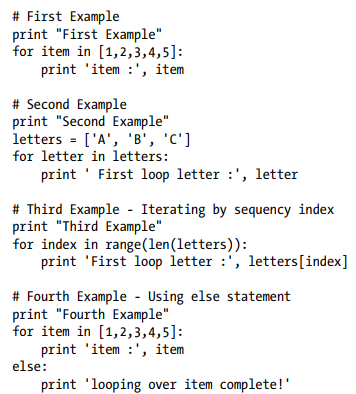 # First Example
print "First Example"
for item in [1,2,3,4,5]:
    print 'item :', item

# Second Example
print "Second Example"
letters = ['A', 'B', 'C']
for letter in letters:
    print ' First loop letter :', letter

# Third Example - Iterating by sequency index
print "Third Example"
for index in range(len(letters)):
    print 'First loop letter :', letters[index]

# Fourth Example - Using else statement
print "Fourth Example"
for item in [1,2,3,4,5]:
    print 'item :', item
else:
    print 'looping over item complete!'